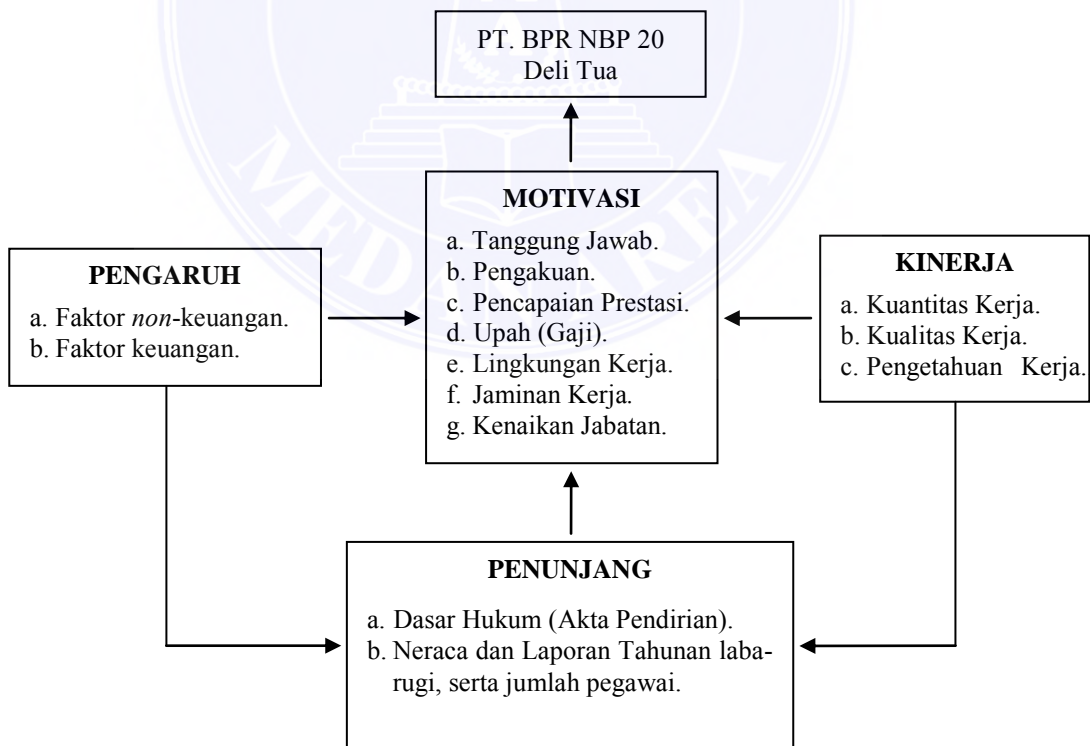 PT. BPR NBP 20
Deli Tua
MOTIVASI
a. Tanggung Jawab.
b. Pengakuan.
c. Pencapaian Prestasi.
d. Upah (Gaji).
e. Lingkungan Kerja.
f. Jaminan Kerja.
g. Kenaikan Jabatan.
PENGARUH
a. Faktor non-keuangan.
b. Faktor keuangan.
KINERJA
a. Kuantitas Kerja.
b. Kualitas Kerja.
c. Pengetahuan Kerja.
PENUNJANG
a. Dasar Hukum (Akta Pendirian).
b. Neraca dan Laporan Tahunan laba-
rugi, serta jumlah pegawai.
MEDAN AREA